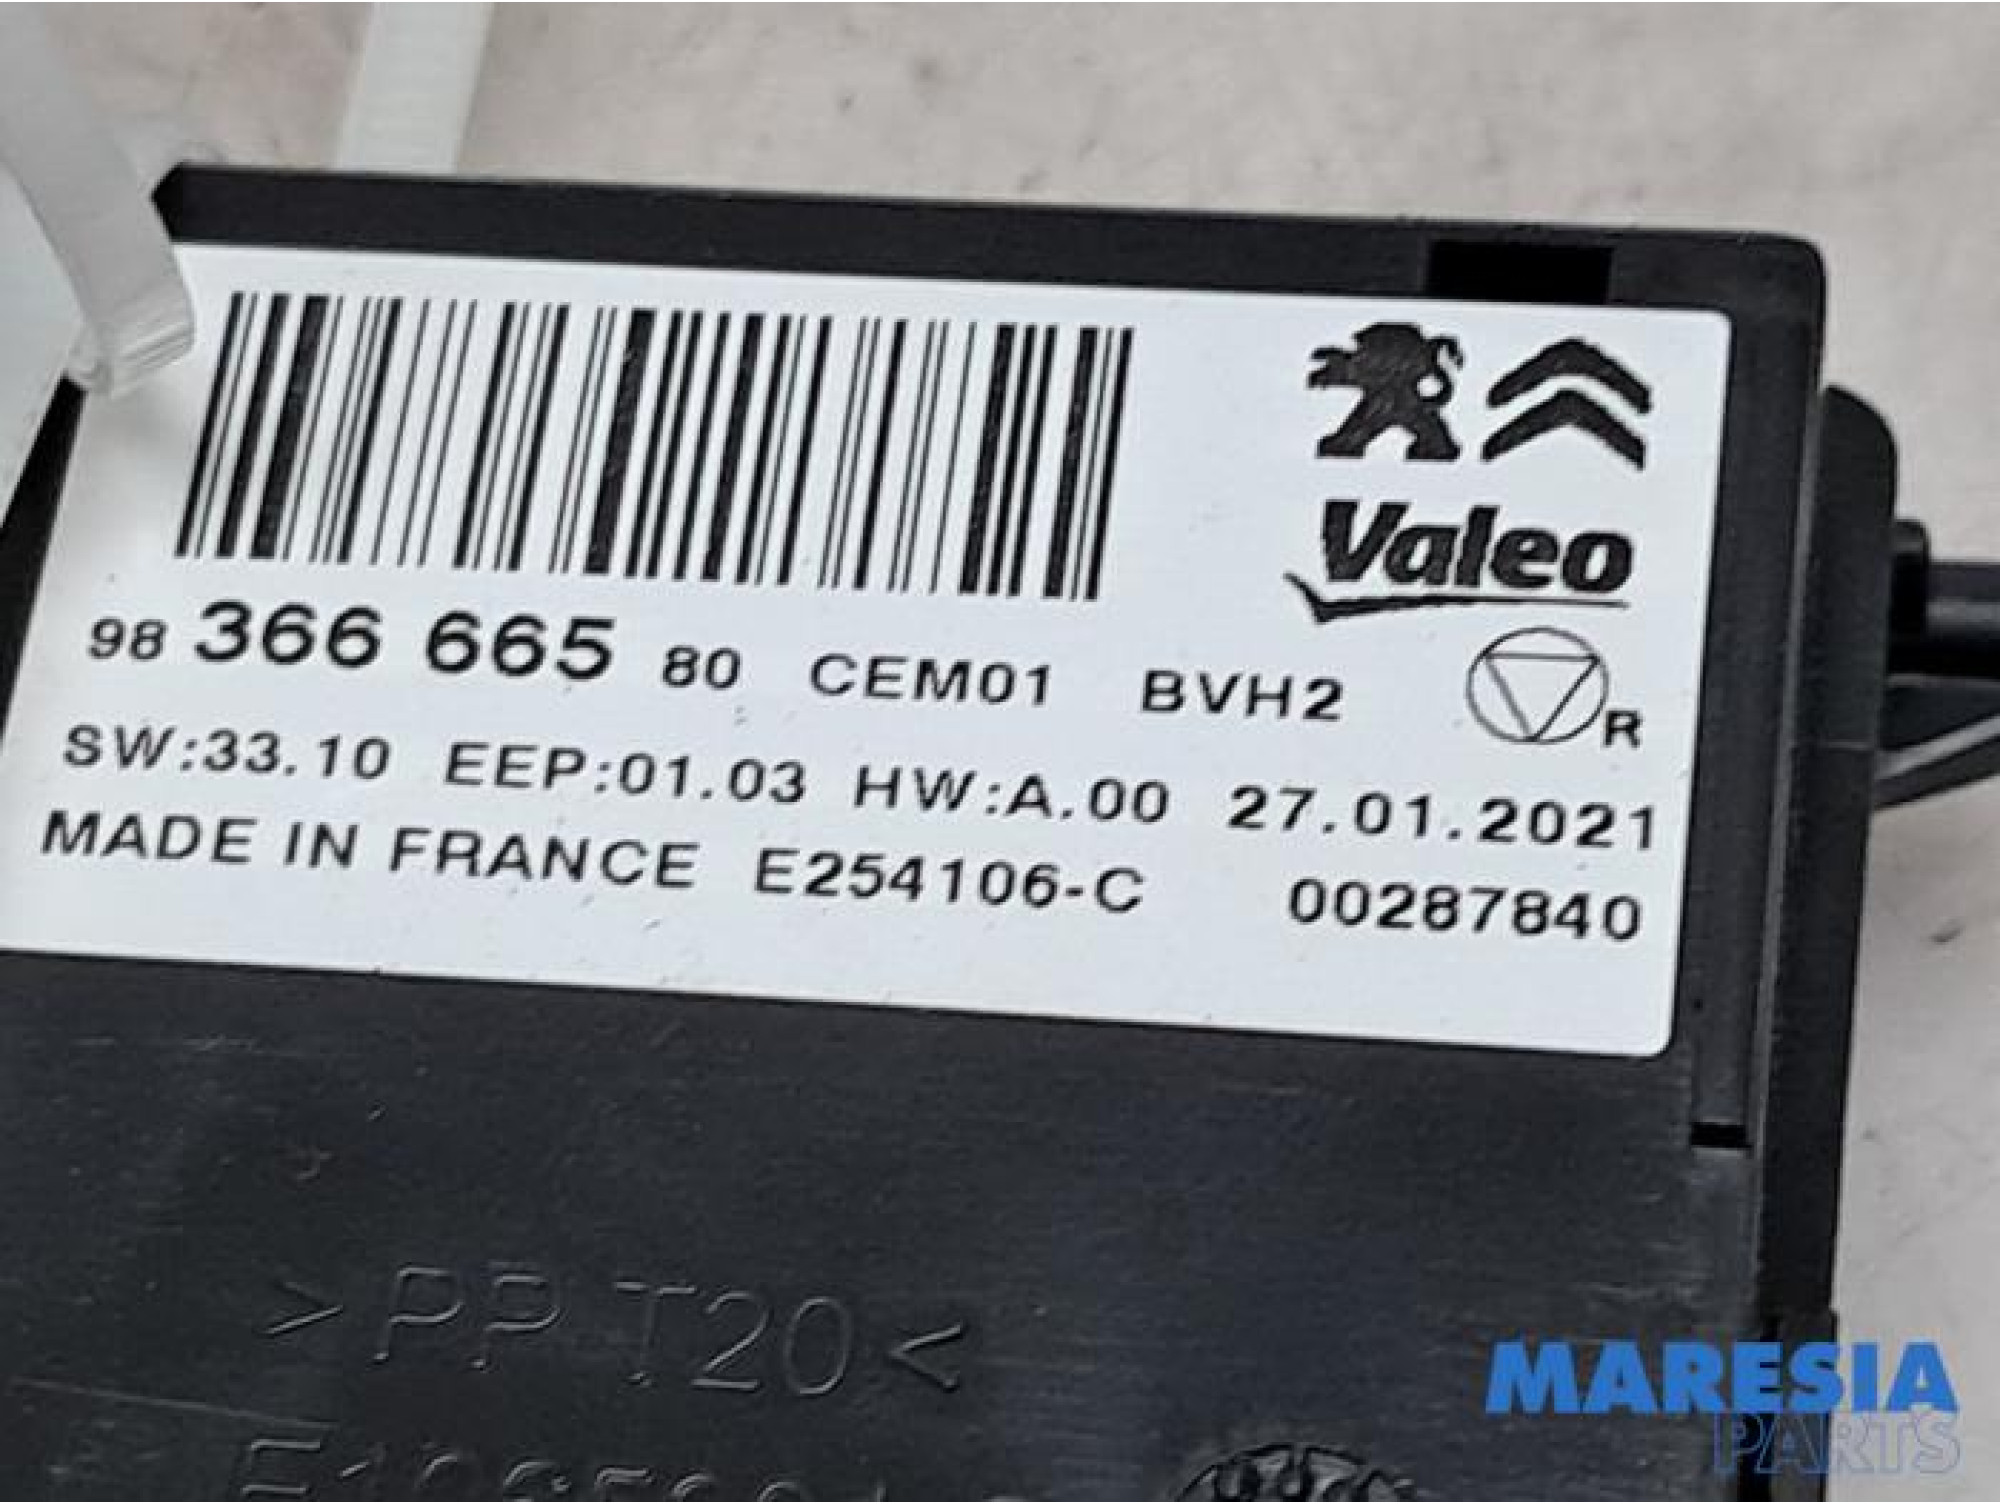 Valeo
98 366 665 80 CEM01 BVH2 R
SW:33.10 EEP:01.03 HW:A.00 27.01.2021
MADE IN FRANCE E254106-C 00287840
>PP T20<
MARESIA
PARTS